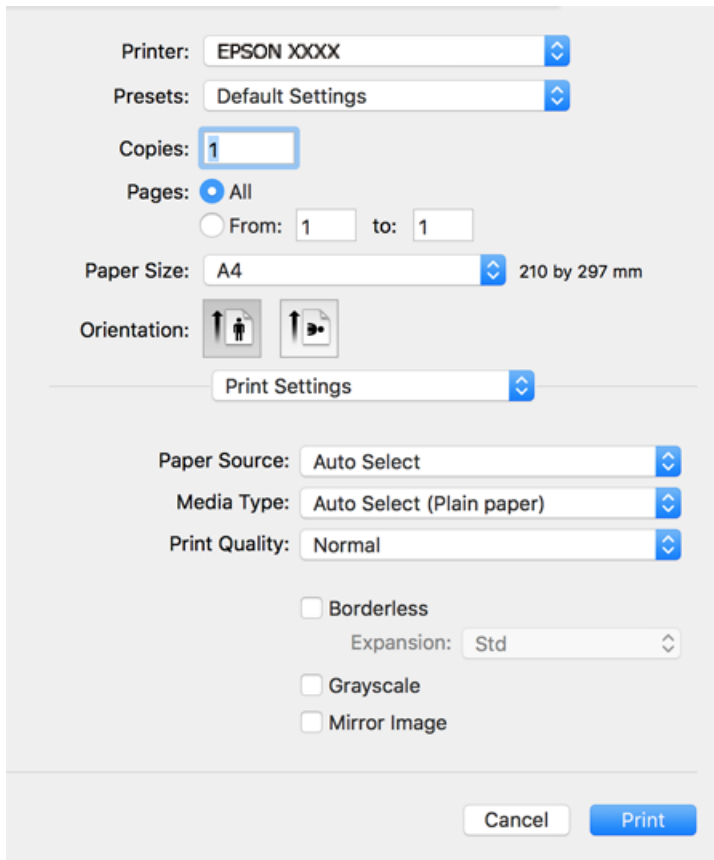 Printer: EPSON XXXX
Presets: Default Settings
Copies: 1
Pages: All
From: 1 to: 1
Paper Size: A4 210 by 297 mm
Orientation:
Print Settings
Paper Source: Auto Select
Media Type: Auto Select (Plain paper)
Print Quality: Normal
Borderless
Expansion: Std
Grayscale
Mirror Image
Cancel Print